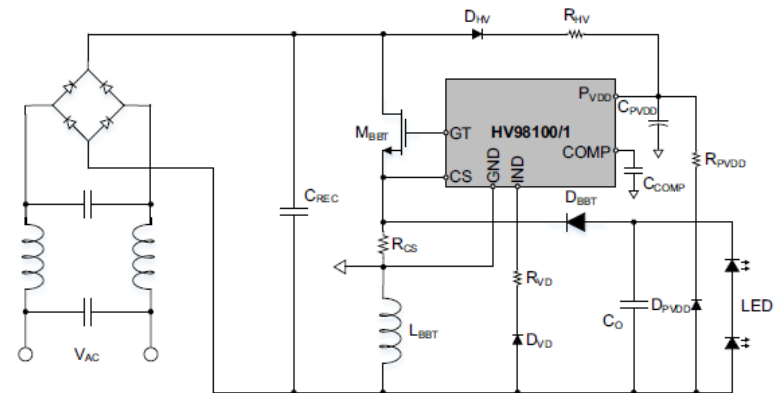 DHV
RHV
PVDD
CPVDD
MBBT
GT
HV98100/1
COMP
GND
IND
CS
RPVDD
CCOMP
DBBT
CREC
RCS
RVD
LBBT
DVD
CO
DPVDD
LED
VAC